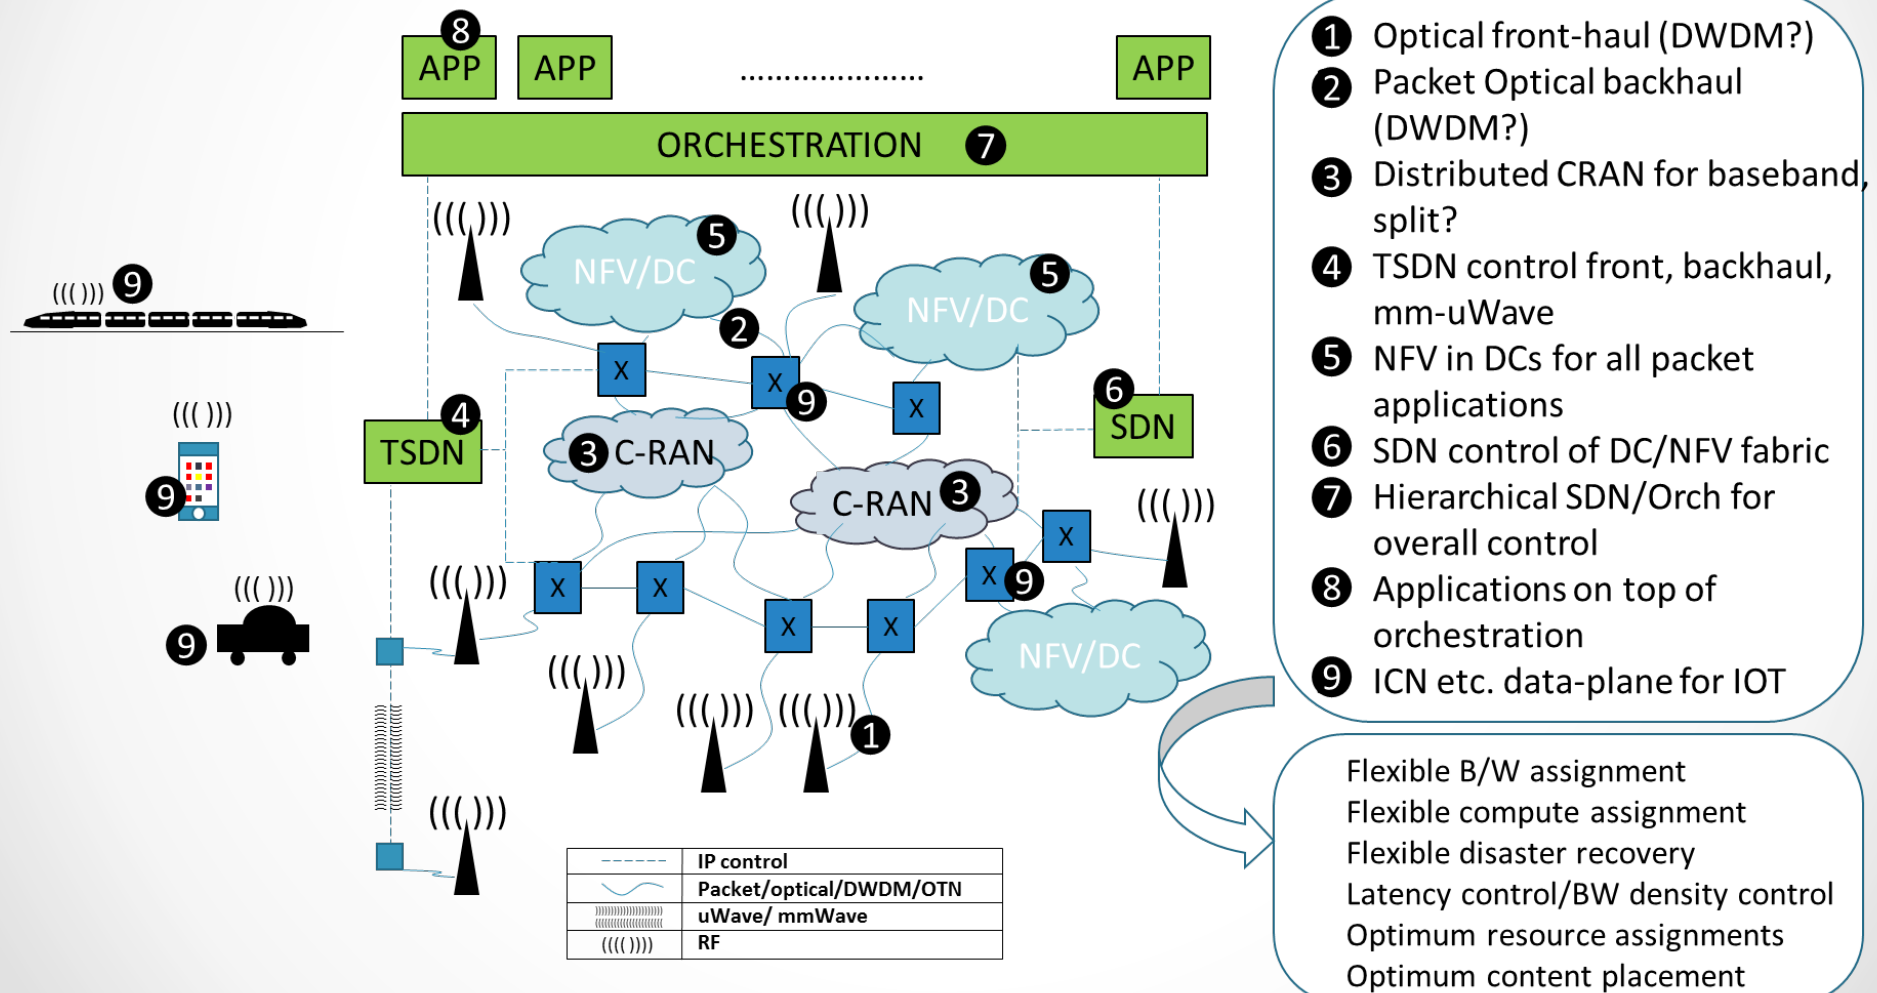 8
APP
APP
.....................
APP
ORCHESTRATION 7
((( )))
((( )))
NFV/DC 5
NFV/DC 5
((( ))) 9
2
X
X
9
X
6
SDN
4
TSDN
((( )))
9
3 C-RAN
C-RAN 3
X
((( )))
X
9
X
X
X
X
((( )))
((( )))
9
NFV/DC
((( )))
((( )))
((( )))
1
((( )))
IP control
Packet/optical/DWDM/OTN
uWave/ mmWave
(((( )))) RF
1 Optical front-haul (DWDM?)
2 Packet Optical backhaul
(DWDM?)
3 Distributed CRAN for baseband,
split?
4 TSDN control front, backhaul,
mm-uWave
5 NFV in DCs for all packet
applications
6 SDN control of DC/NFV fabric
7 Hierarchical SDN/Orch for
overall control
8 Applications on top of
orchestration
9 ICN etc. data-plane for IOT
Flexible B/W assignment
Flexible compute assignment
Flexible disaster recovery
Latency control/BW density control
Optimum resource assignments
Optimum content placement